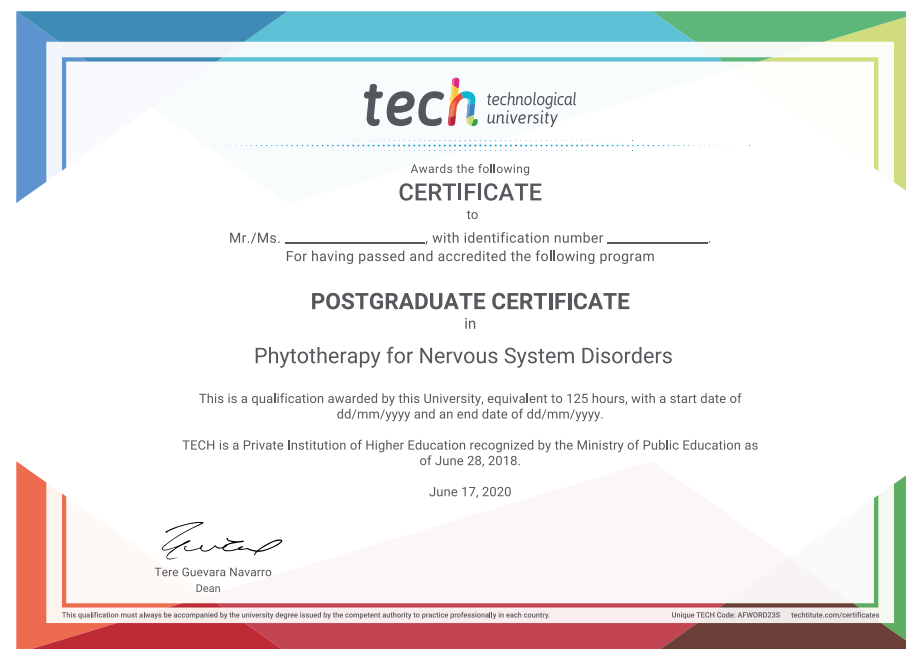 tech technological
university
Awards the following
CERTIFICATE
to
Mr./Ms. ____________________, with identification number ______________.
For having passed and accredited the following program
POSTGRADUATE CERTIFICATE
in
Phytotherapy for Nervous System Disorders
This is a qualification awarded by this University, equivalent to 125 hours, with a start date of
dd/mm/yyyy and an end date of dd/mm/yyyy.
TECH is a Private Institution of Higher Education recognized by the Ministry of Public Education as
of June 28, 2018.
June 17, 2020
Tere Guevara Navarro
Dean
This qualification must always be accompanied by the university degree issued by the competent authority to practice professionally in each country. Unique TECH Code: AFWORD23S techtitute.com/certificates